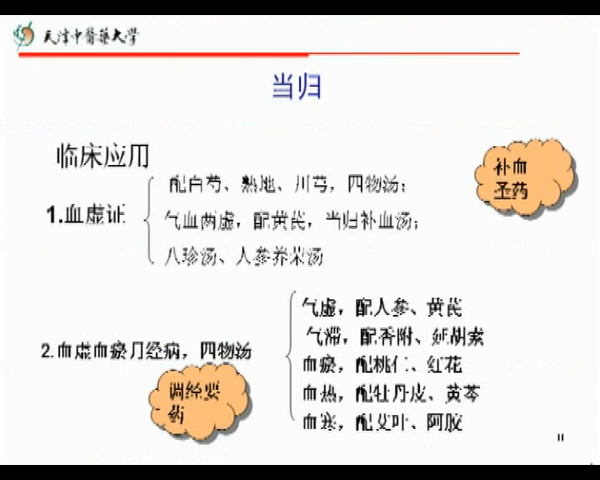 天津中医药大学
当归
临床应用
补血
圣药
1.血虚证
配白芍、熟地、川芎，四物汤；
气血两虚，配黄芪，当归补血汤；
八珍汤、人参养荣汤
2.血虚血瘀月经病，四物汤
气虚，配人参、黄芪
气滞，配香附、延胡索
血瘀，配桃仁、红花
血热，配牡丹皮、黄芩
血寒，配艾叶、阿胶
调经要
药
11